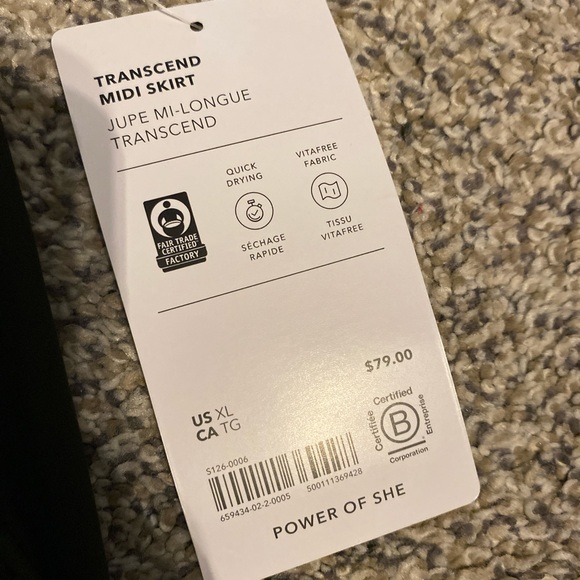 TRANSCEND
MIDI SKIRT
JUPE MI-LONGUE
TRANSCEND
FAIR TRADE
CERTIFIED™
FACTORY
QUICK
DRYING
SÉCHAGE
RAPIDE
VITAFREE
FABRIC
TISSU
VITAFREE
$79.00
US XL
CA TG
Certified
Certifiée
B
Entreprise
Corporation
S126-0006
659434-02-2-0005
500111369428
POWER OF SHE